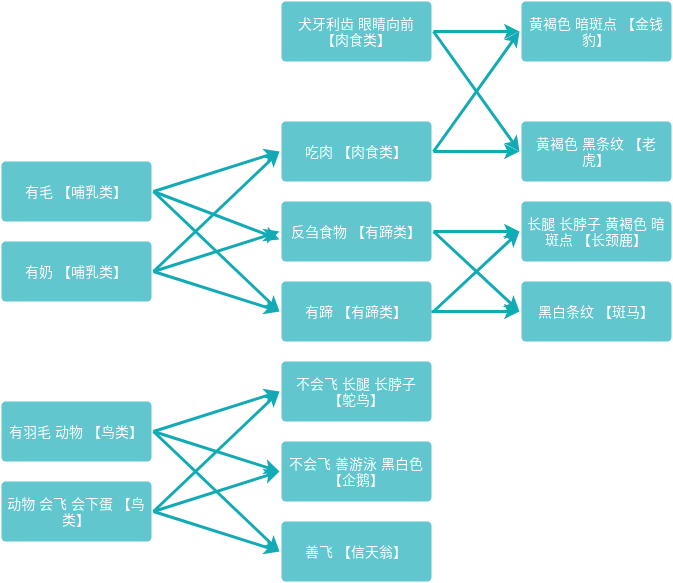 犬牙利齿 眼睛向前
【肉食类】
黄褐色 暗斑点 【金钱
豹】
吃肉 【肉食类】
黄褐色 黑条纹 【老
虎】
有毛 【哺乳类】
反刍食物 【有蹄类】
长腿 长脖子 黄褐色 暗
斑点 【长颈鹿】
有奶 【哺乳类】
有蹄 【有蹄类】
黑白条纹 【斑马】
不会飞 长腿 长脖子
【鸵鸟】
有羽毛 动物 【鸟类】
不会飞 善游泳 黑白色
【企鹅】
动物 会飞 会下蛋 【鸟
类】
善飞 【信天翁】